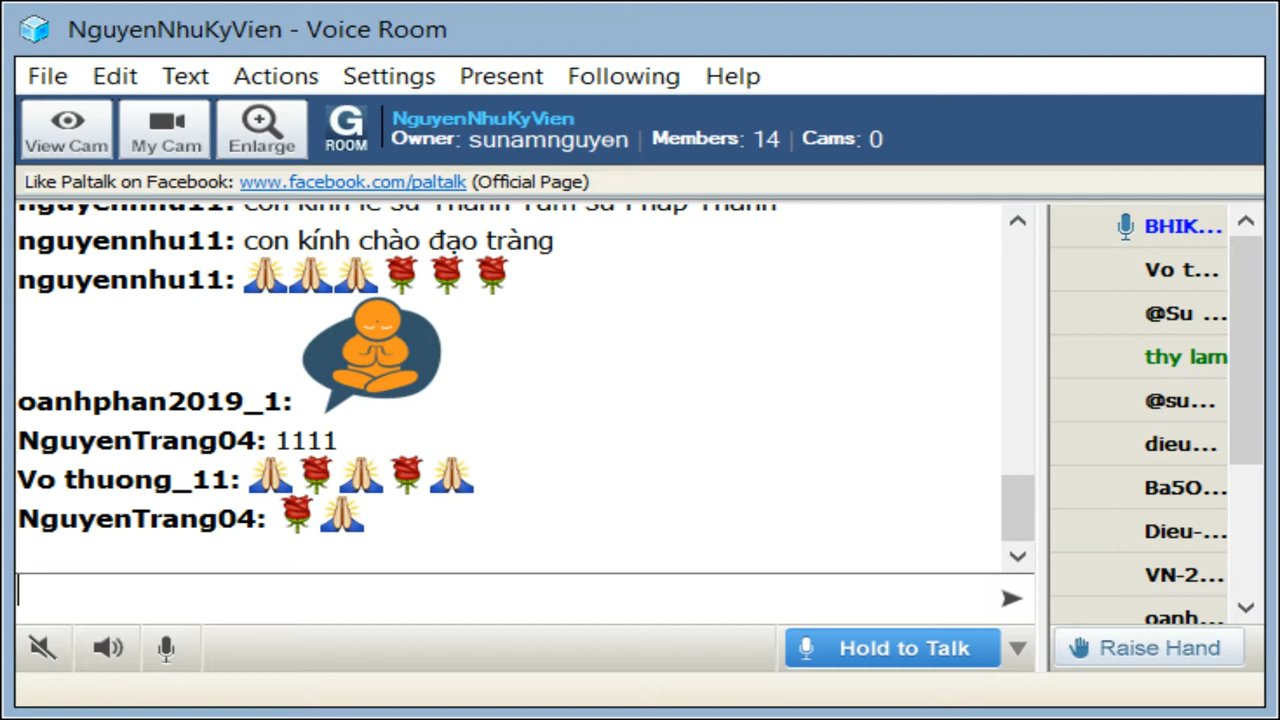 NguyenNhuKyVien - Voice Room
File Edit Text Actions Settings Present Following Help
View Cam My Cam Enlarge G ROOM
NguyenNhuKyVien
Owner: sunamnguyen | Members: 14 | Cams: 0
Like Paltalk on Facebook: www.facebook.com/paltalk (Official Page)
nguyennhu11:
nguyennhu11: con kính chào đạo tràng
nguyennhu11: 🙏🙏🙏🌹🌹🌹
oanhphan2019_1:
NguyenTrang04: 1111
Vo thuong_11: 🙏🌹🙏🌹🙏
NguyenTrang04: 🌹🙏
BHIK...
Vo t...
@Su ...
thy lam
@su...
dieu...
Ba5O...
Dieu-...
VN-2...
oanh...
Hold to Talk
Raise Hand